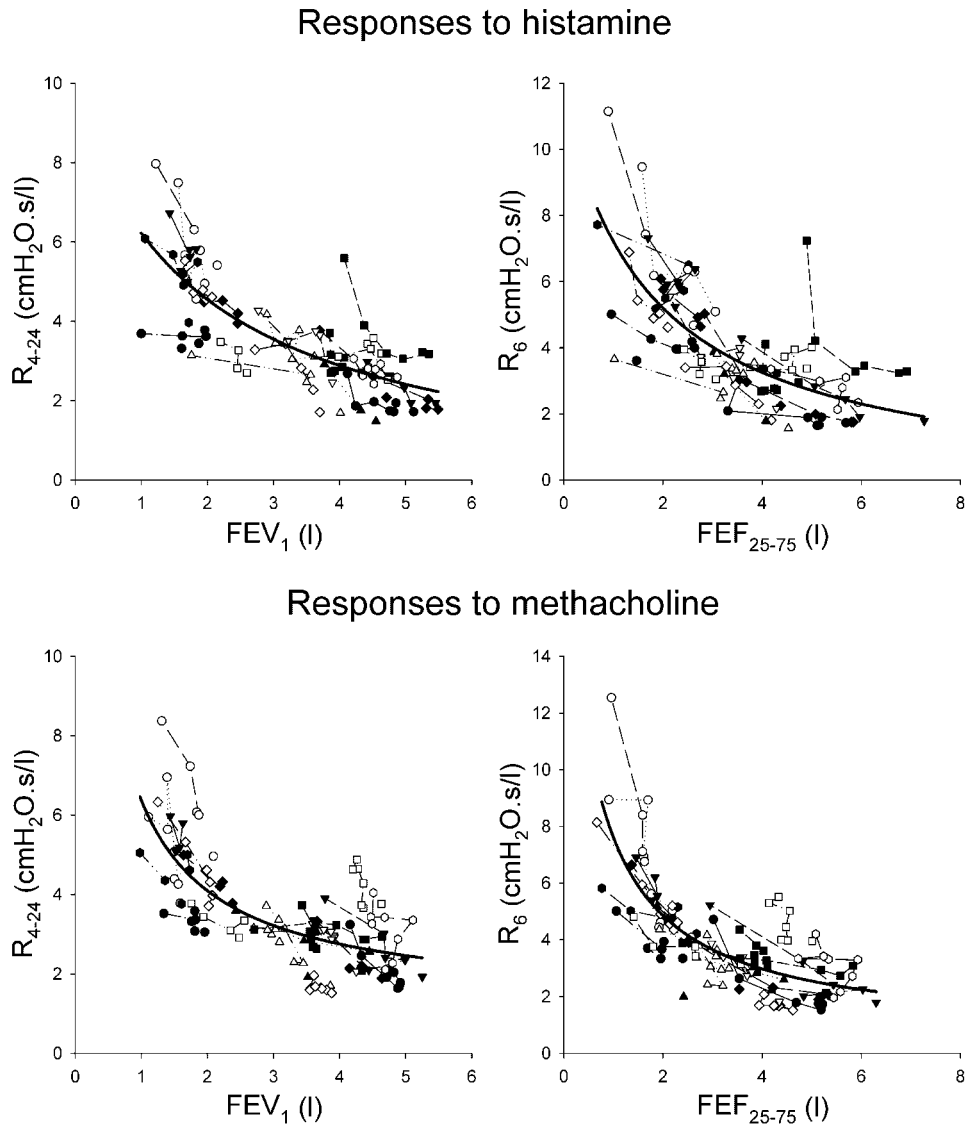 Responses to histamine
10
8
6
4
2
0
R4-24 (cmH2O.s/l)
0 1 2 3 4 5 6
FEV1 (l)
12
10
8
6
4
2
0
R6 (cmH2O.s/l)
0 2 4 6 8
FEF25-75 (l)
Responses to methacholine
10
8
6
4
2
0
R4-24 (cmH2O.s/l)
0 1 2 3 4 5 6
FEV1 (l)
14
12
10
8
6
4
2
0
R6 (cmH2O.s/l)
0 2 4 6 8
FEF25-75 (l)